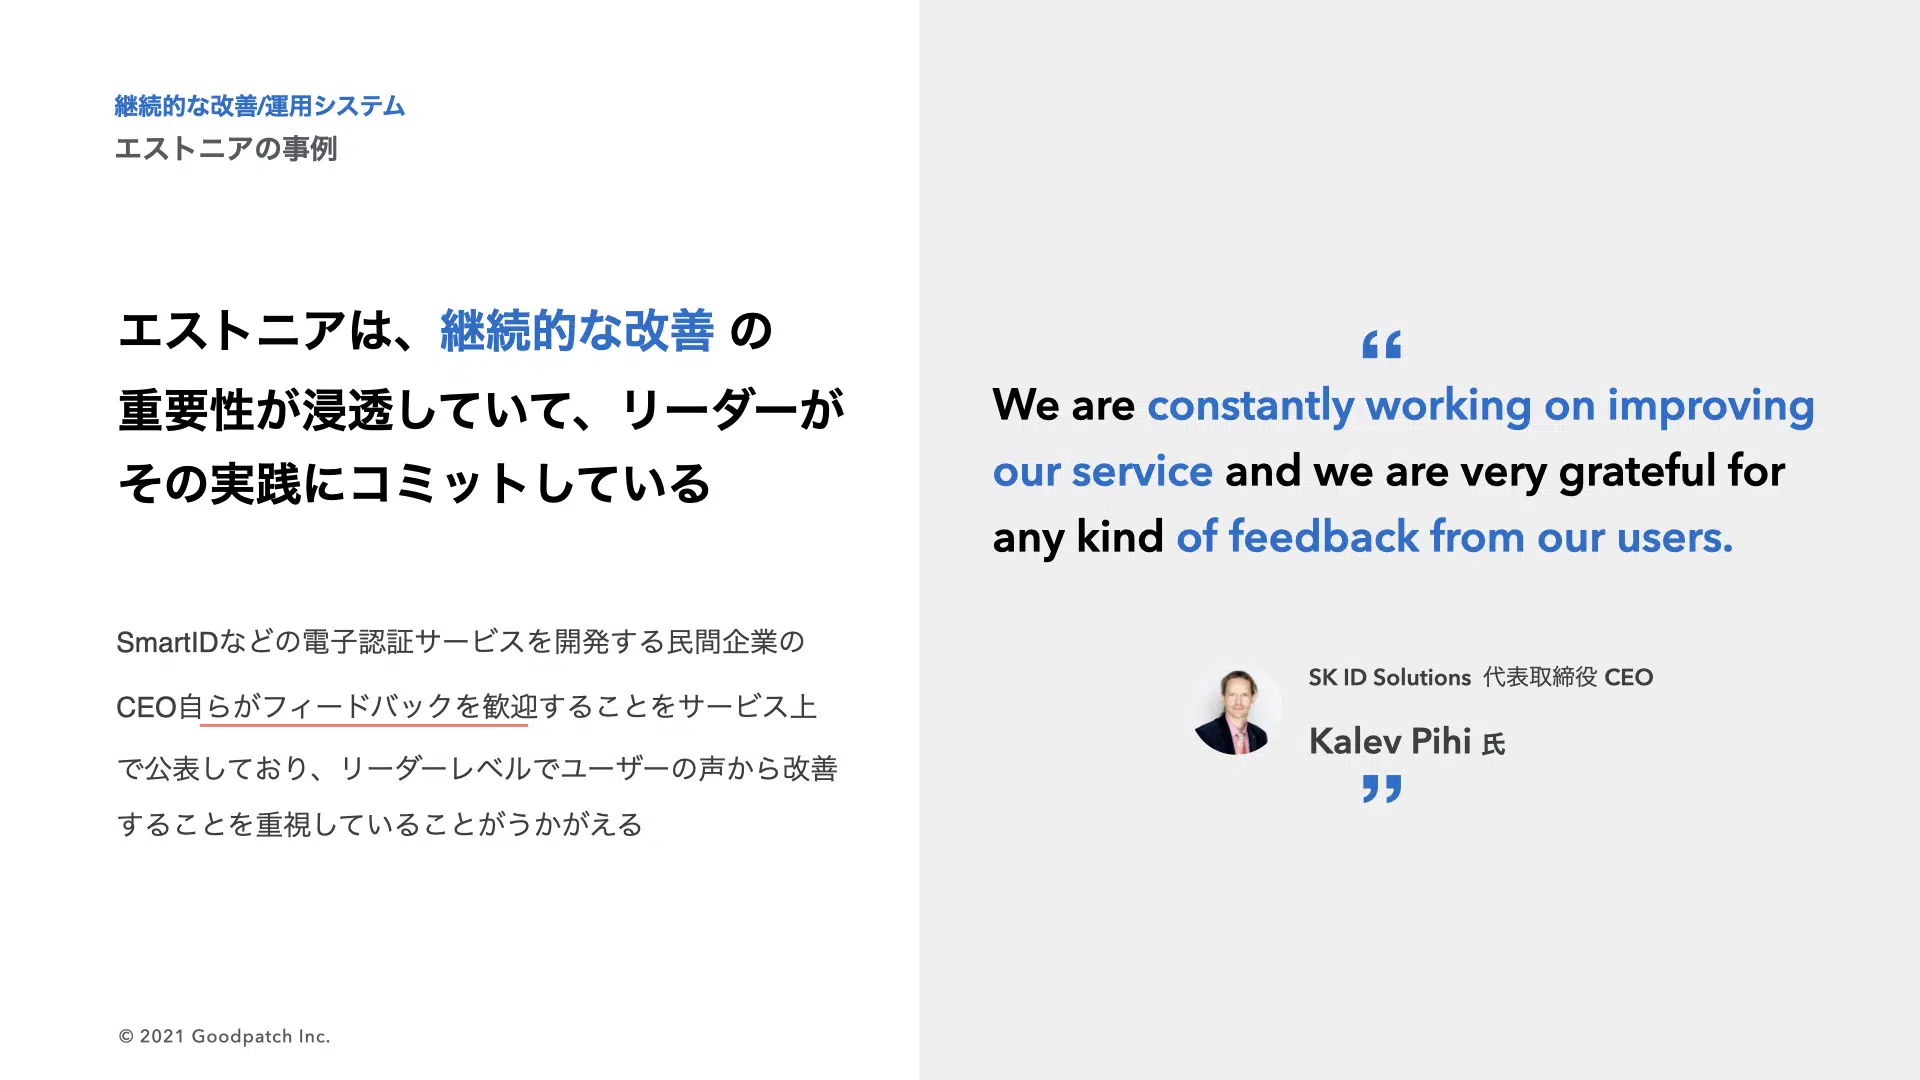 継続的な改善/運用システム
エストニアの事例
エストニアは、継続的な改善 の
重要性が浸透していて、リーダーが
その実践にコミットしている
SmartIDなどの電子認証サービスを開発する民間企業の
CEO自らがフィードバックを歓迎することをサービス上
で公表しており、リーダーレベルでユーザーの声から改善
することを重視していることがうかがえる
© 2021 Goodpatch Inc.
“
We are constantly working on improving
our service and we are very grateful for
any kind of feedback from our users.
SK ID Solutions 代表取締役 CEO
Kalev Pihi 氏
”